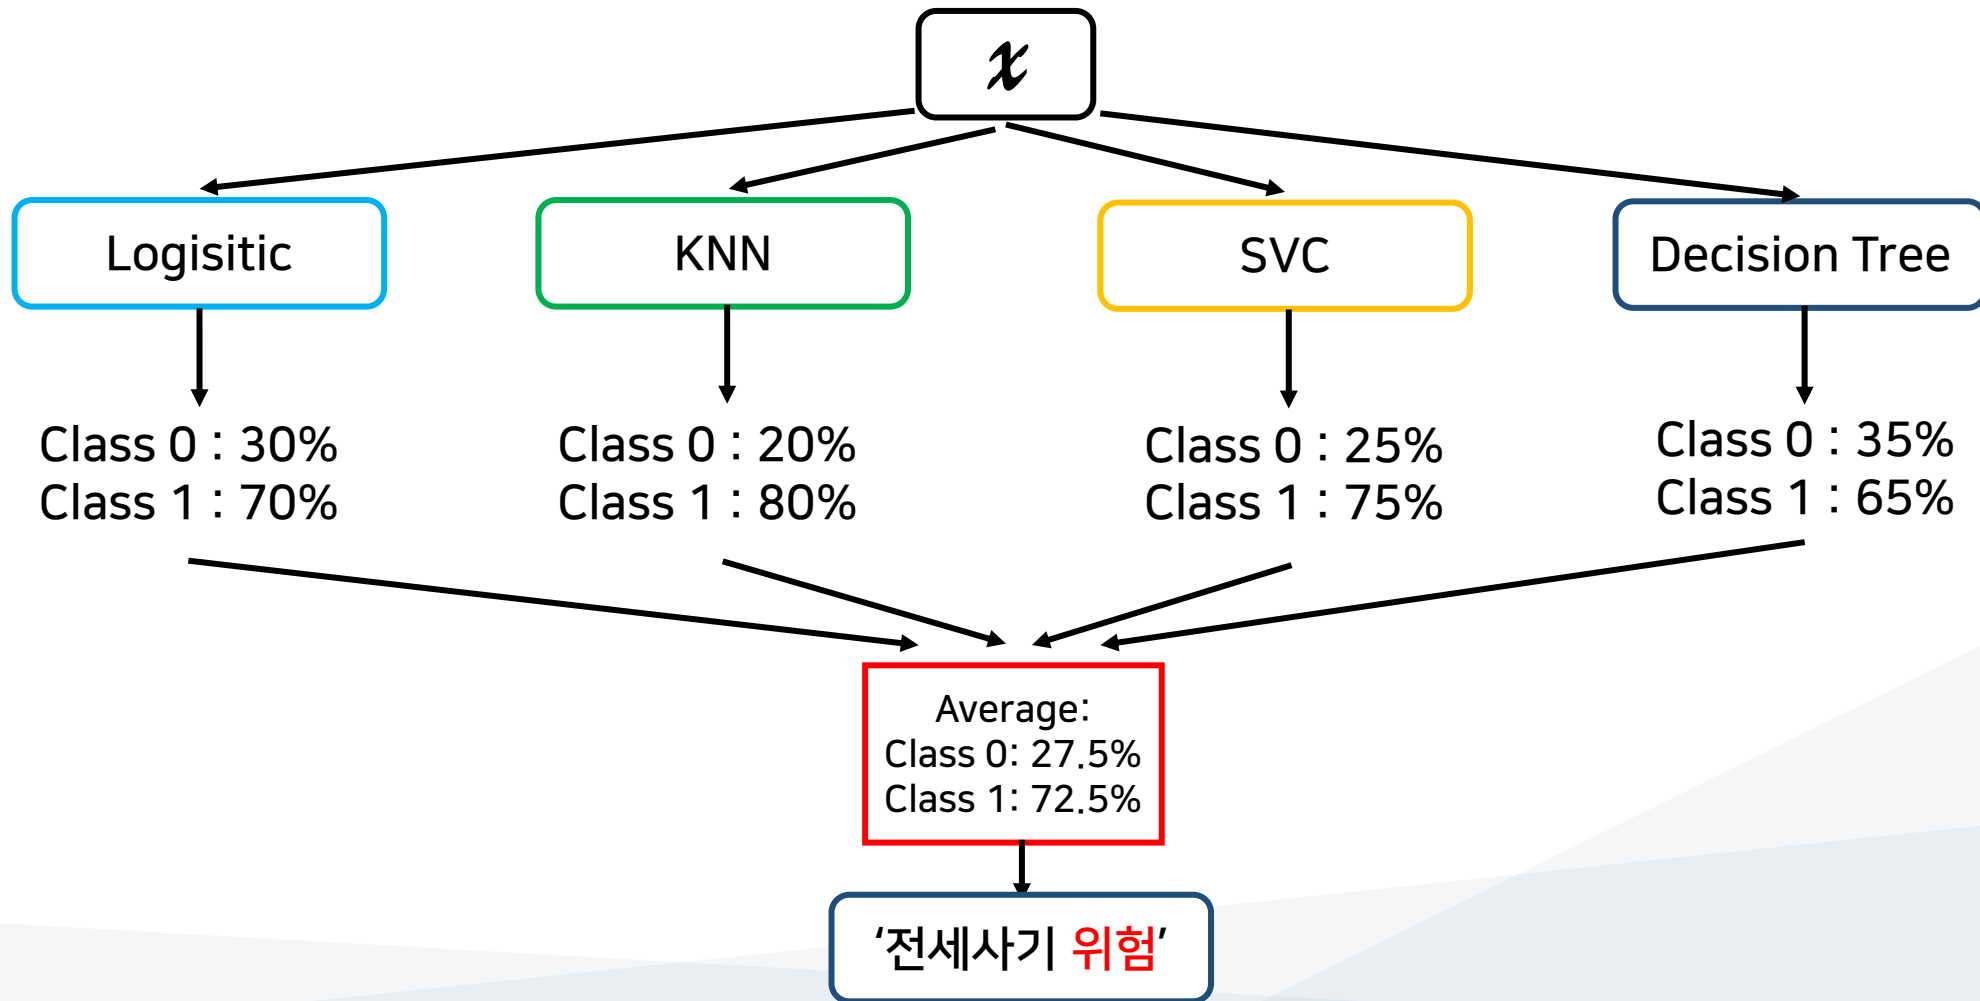 x
Logisitic
KNN
SVC
Decision Tree
Class 0 : 30%
Class 1 : 70%
Class 0 : 20%
Class 1 : 80%
Class 0 : 25%
Class 1 : 75%
Class 0 : 35%
Class 1 : 65%
Average:
Class 0: 27.5%
Class 1: 72.5%
‘전세사기 위험’